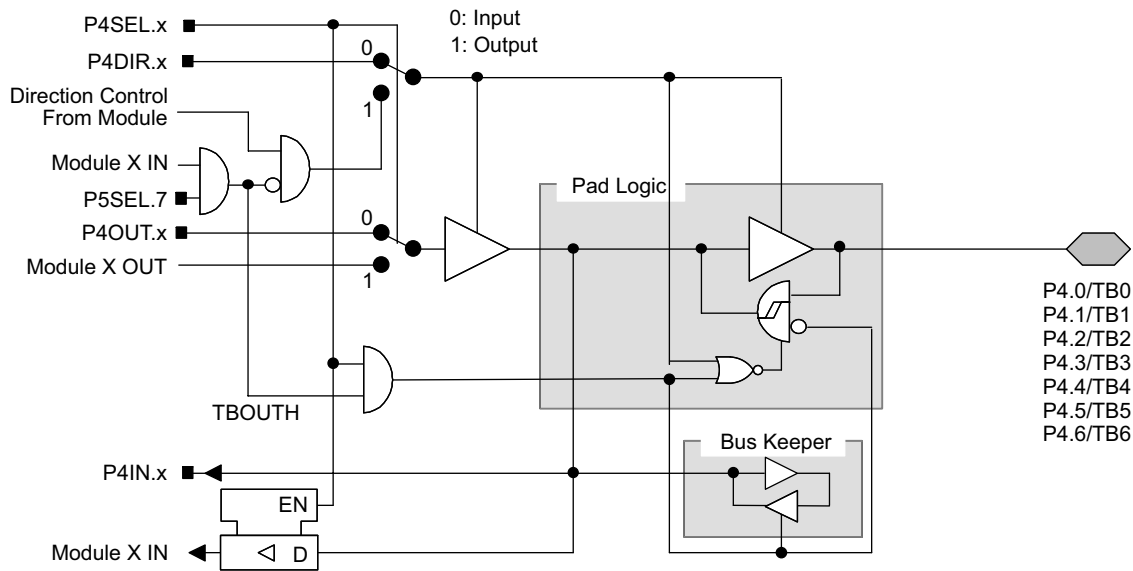 P4SEL.x
0: Input
1: Output
P4DIR.x
0
1
Direction Control
From Module
Module X IN
P5SEL.7
Pad Logic
P4OUT.x
0
Module X OUT
1
P4.0/TB0
P4.1/TB1
P4.2/TB2
P4.3/TB3
P4.4/TB4
P4.5/TB5
P4.6/TB6
TBOUTH
Bus Keeper
P4IN.x
EN
Module X IN
D